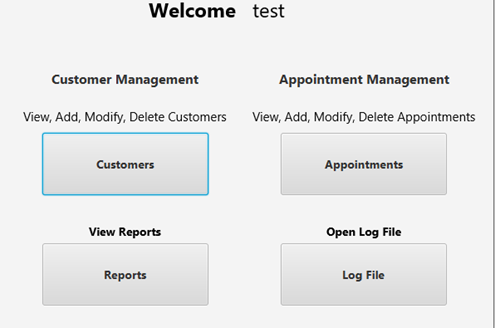 Welcome test
Customer Management
Appointment Management
View, Add, Modify, Delete Customers
View, Add, Modify, Delete Appointments
Customers
Appointments
View Reports
Open Log File
Reports
Log File